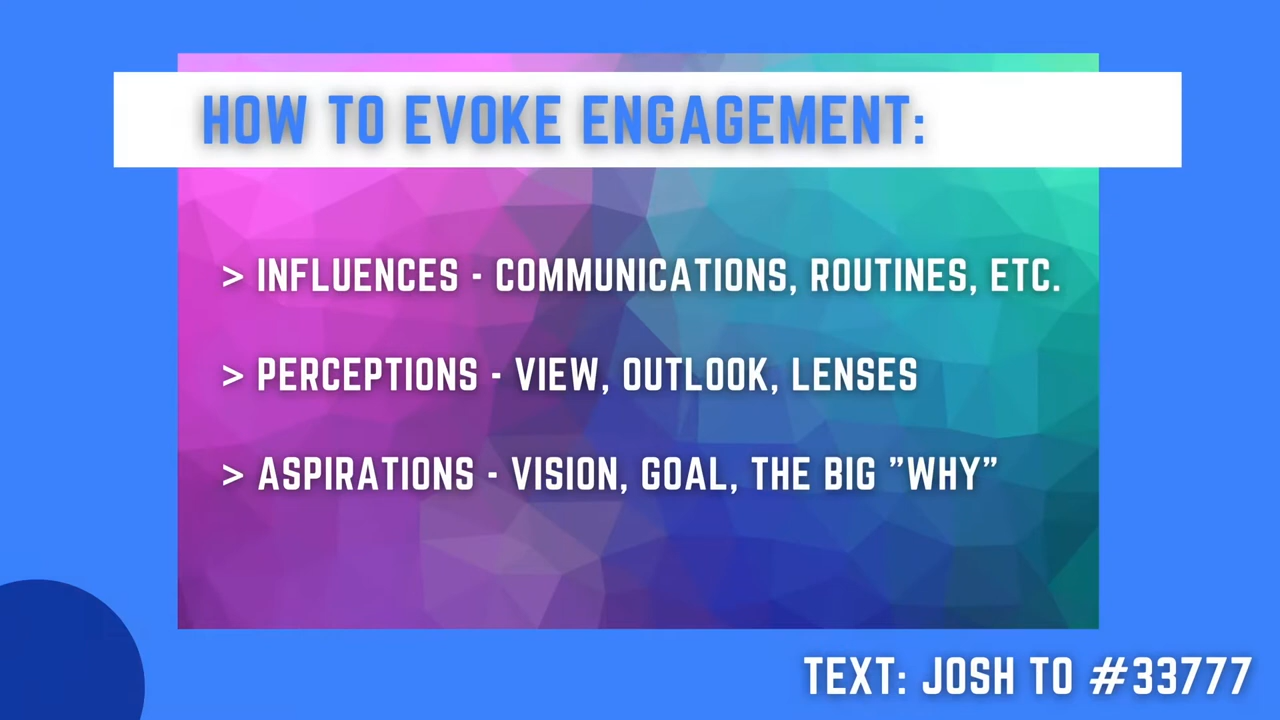 HOW TO EVOKE ENGAGEMENT:
> INFLUENCES - COMMUNICATIONS, ROUTINES, ETC.
> PERCEPTIONS - VIEW, OUTLOOK, LENSES
> ASPIRATIONS - VISION, GOAL, THE BIG ”WHY”
TEXT: JOSH TO #33777